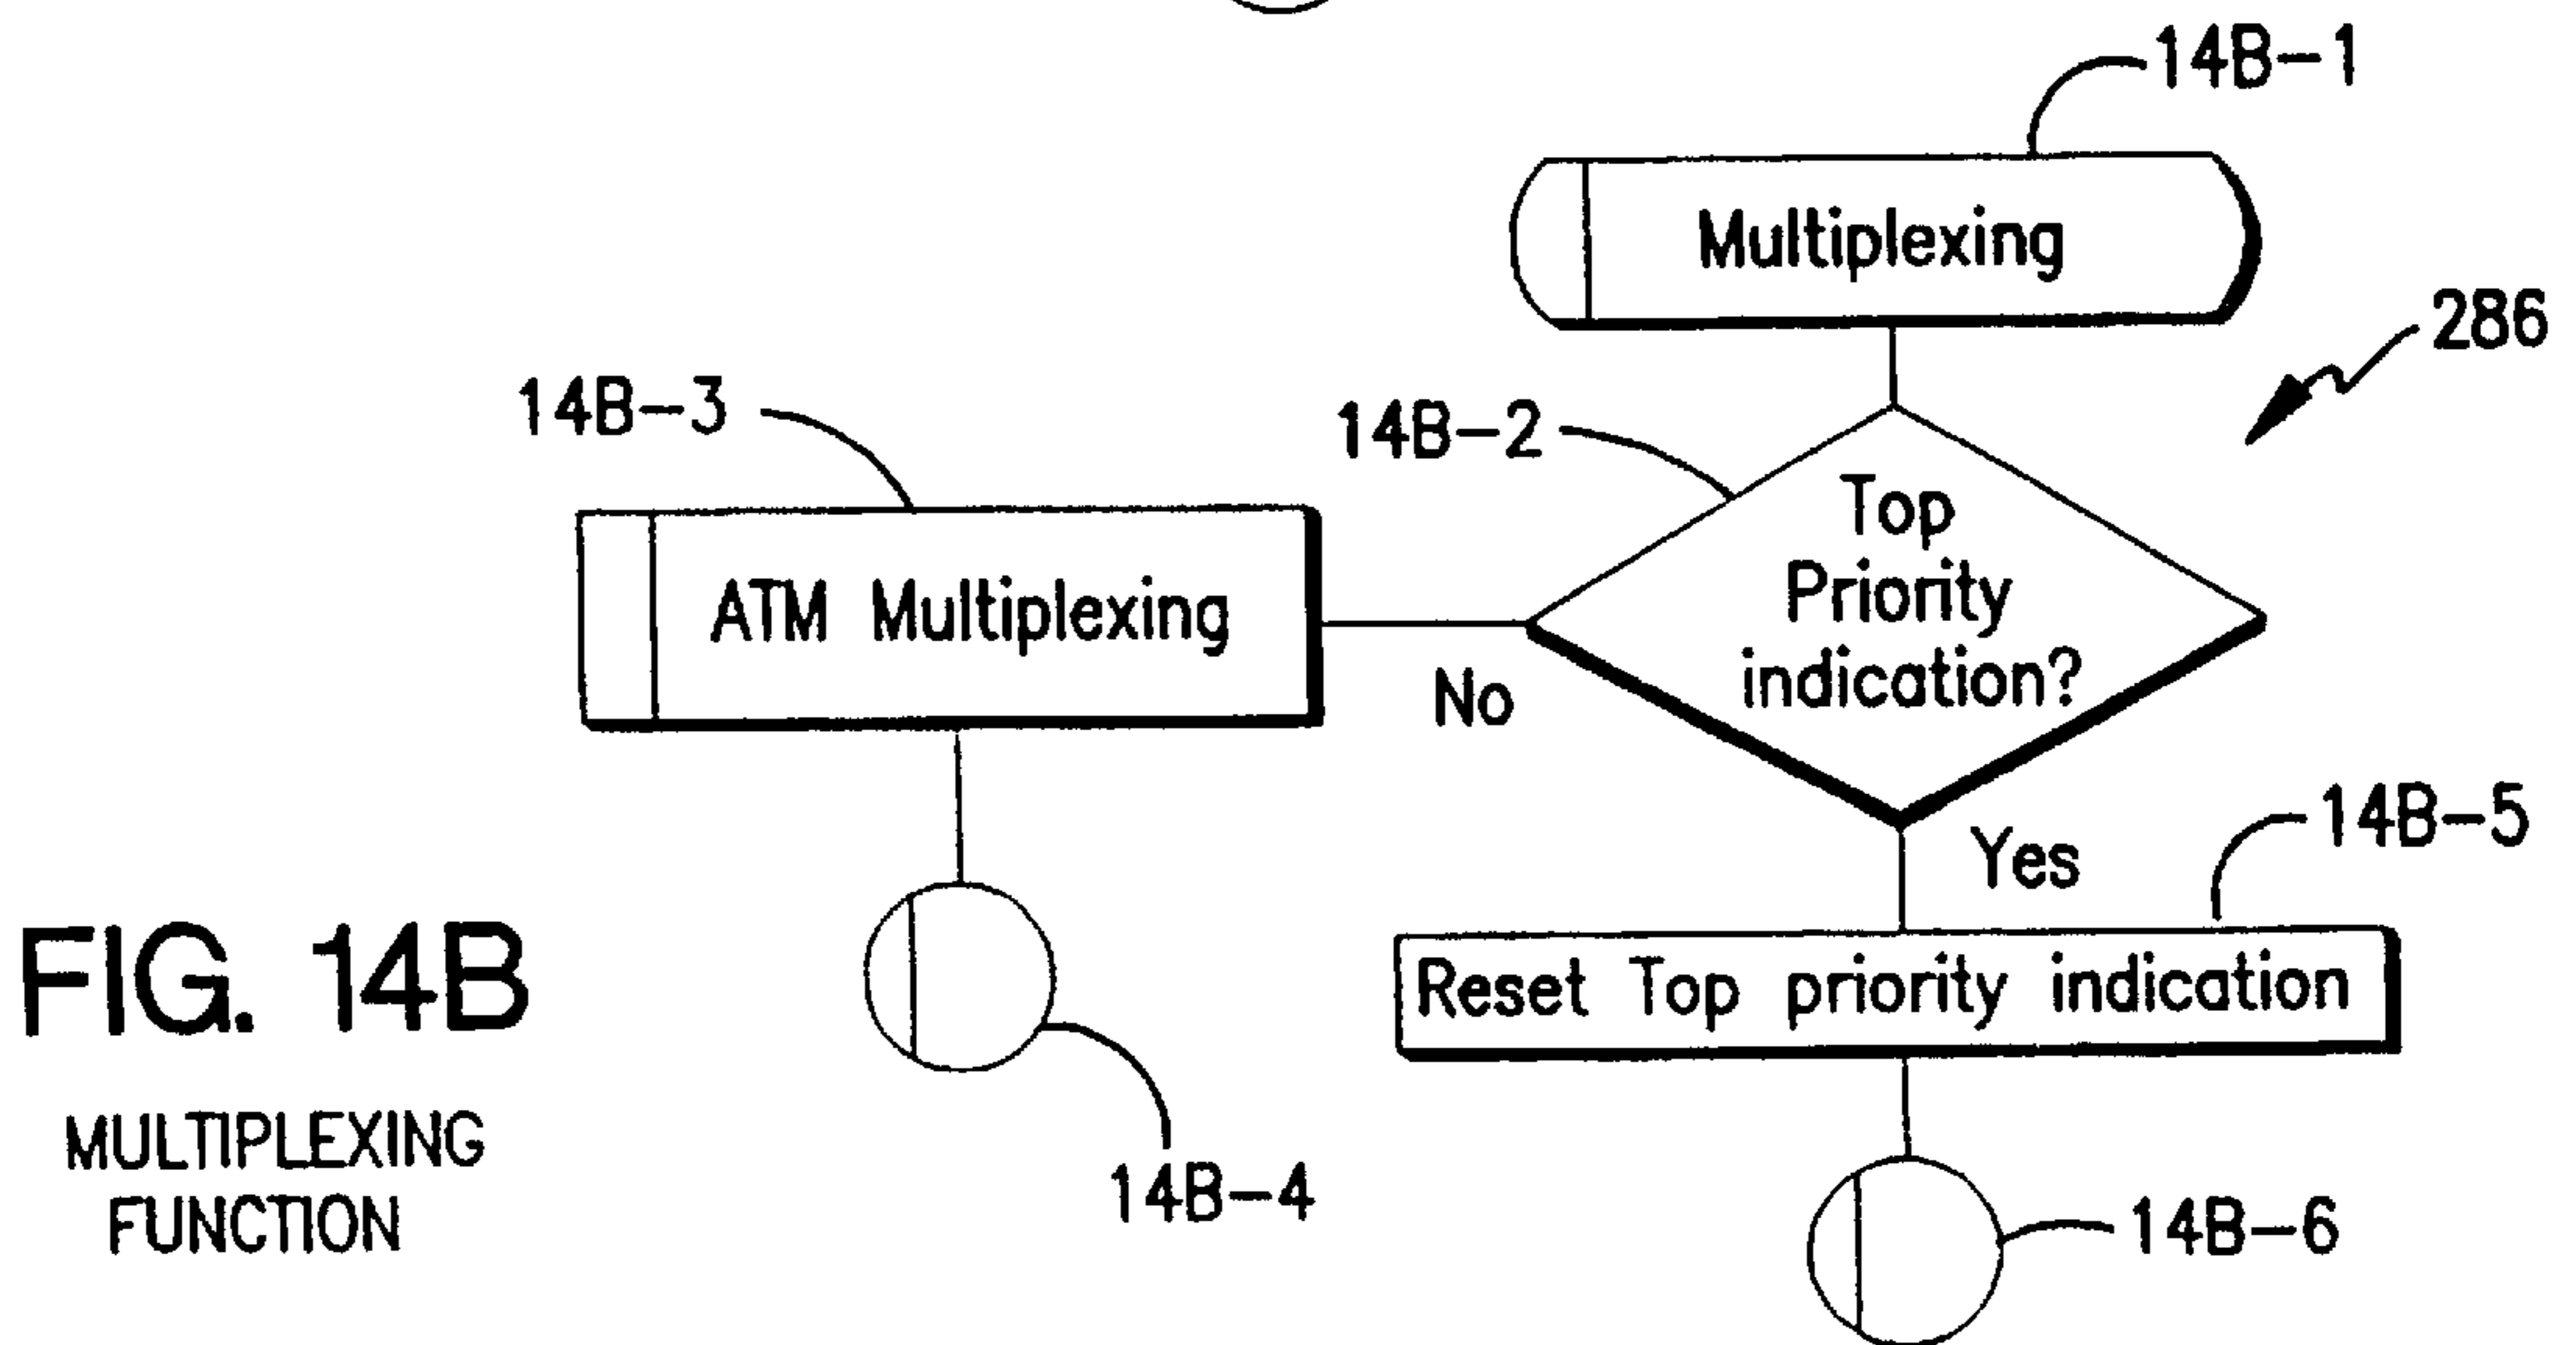 14B-1
Multiplexing
286
14B-3
14B-2
Top
Priority
indication?
ATM Multiplexing
No
Yes
14B-5
Reset Top priority indication
FIG. 14B
MULTIPLEXING
FUNCTION
14B-4
14B-6